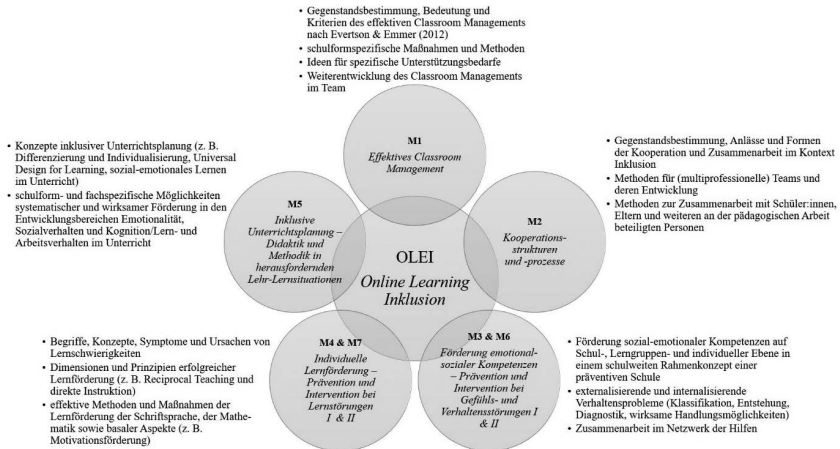 • Gegenstandsbestimmung, Bedeutung und
Kriterien des effektiven Classroom Managements
nach Evertson & Emmer (2012)
• schulformspezifische Maßnahmen und Methoden
• Ideen für spezifische Unterstützungsbedarfe
• Weiterentwicklung des Classroom Managements
im Team
M1
Effektives Classroom
Management
• Konzepte inklusiver Unterrichtsplanung (z. B.
Differenzierung und Individualisierung, Universal
Design for Learning, sozial-emotionales Lernen
im Unterricht)
• schulform- und fachspezifische Möglichkeiten
systematischer und wirksamer Förderung in den
Entwicklungsbereichen Emotionalität,
Sozialverhalten und Kognition/Lern- und
Arbeitsverhalten im Unterricht
M5
Inklusive
Unterrichtsplanung –
Didaktik und
Methodik in
herausfordernden
Lehr-Lernsituationen
OLEI
Online Learning
Inklusion
M2
Kooperations-
strukturen
und -prozesse
• Gegenstandsbestimmung, Anlässe und Formen
der Kooperation und Zusammenarbeit im Kontext
Inklusion
• Methoden für (multiprofessionelle) Teams und
deren Entwicklung
• Methoden zur Zusammenarbeit mit Schüler:innen,
Eltern und weiteren an der pädagogischen Arbeit
beteiligten Personen
• Begriffe, Konzepte, Symptome und Ursachen von
Lernschwierigkeiten
• Dimensionen und Prinzipien erfolgreicher
Lernförderung (z. B. Reciprocal Teaching und
direkte Instruktion)
• effektive Methoden und Maßnahmen der
Lernförderung der Schriftsprache, der Mathe-
matik sowie basaler Aspekte (z. B.
Motivationsförderung)
M4 & M7
Individuelle
Lernförderung –
Prävention und
Intervention bei
Lernstörungen
I & II
M3 & M6
Förderung emotional-
sozialer Kompetenzen
– Prävention und
Intervention bei
Gefühls- und
Verhaltensstörungen I
& II
• Förderung sozial-emotionaler Kompetenzen auf
Schul-, Lerngruppen- und individueller Ebene in
einem schulweiten Rahmenkonzept einer
präventiven Schule
• externalisierende und internalisierende
Verhaltensprobleme (Klassifikation, Entstehung,
Diagnostik, wirksame Handlungsmöglichkeiten)
• Zusammenarbeit im Netzwerk der Hilfen